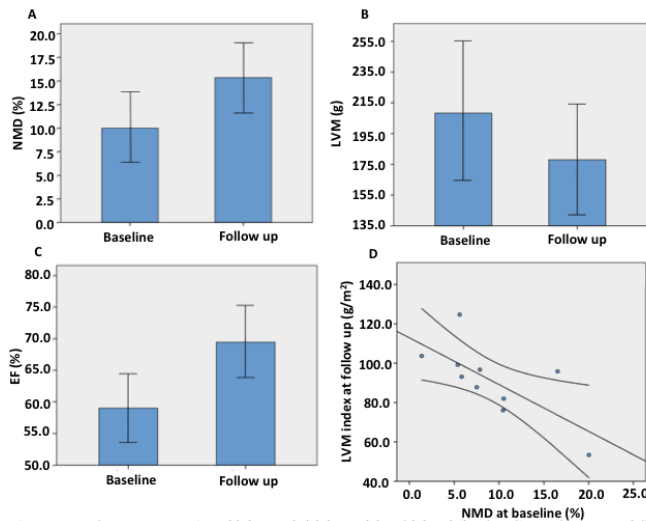 A
20.0
17.5
15.0
12.5
10.0
7.5
5.0
2.5
0.0
NMD (%)
Baseline
Follow up
B
255.0
235.0
215.0
195.0
175.0
155.0
135.0
LVM (g)
Baseline
Follow up
C
80.0
75.0
70.0
65.0
60.0
55.0
50.0
EF (%)
Baseline
Follow up
D
140.0
120.0
100.0
80.0
60.0
40.0
LVM index at follow up (g/m²)
0.0 5.0 10.0 15.0 20.0 25.0
NMD at baseline (%)